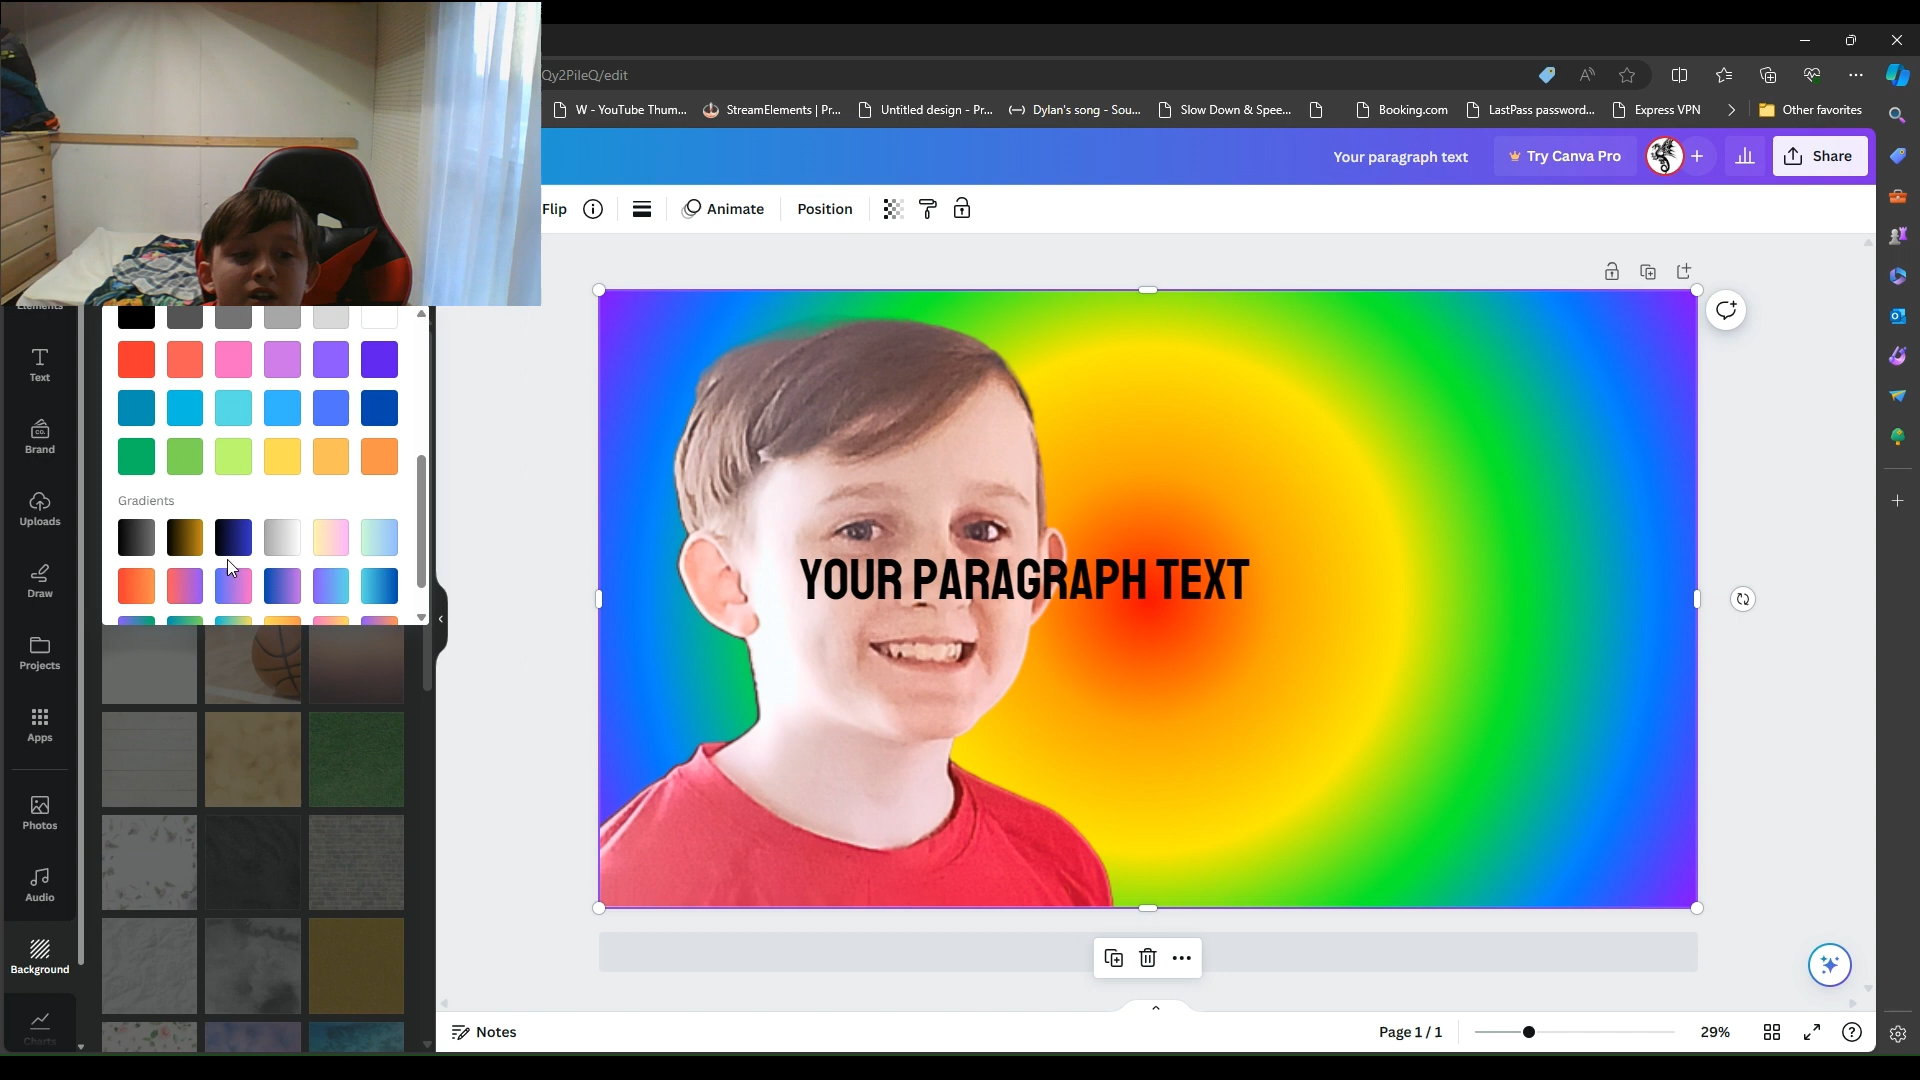 Qy2PileQ/edit
W - YouTube Thum...
StreamElements | Pr...
Untitled design - Pr...
Dylan's song - Sou...
Slow Down & Spee...
Booking.com
LastPass password...
Express VPN
Other favorites
Your paragraph text
Try Canva Pro
Share
Flip
Animate
Position
Elements
Text
Brand
Uploads
Draw
Projects
Apps
Photos
Audio
Background
Charts
Gradients
YOUR PARAGRAPH TEXT
Notes
Page 1 / 1
29%